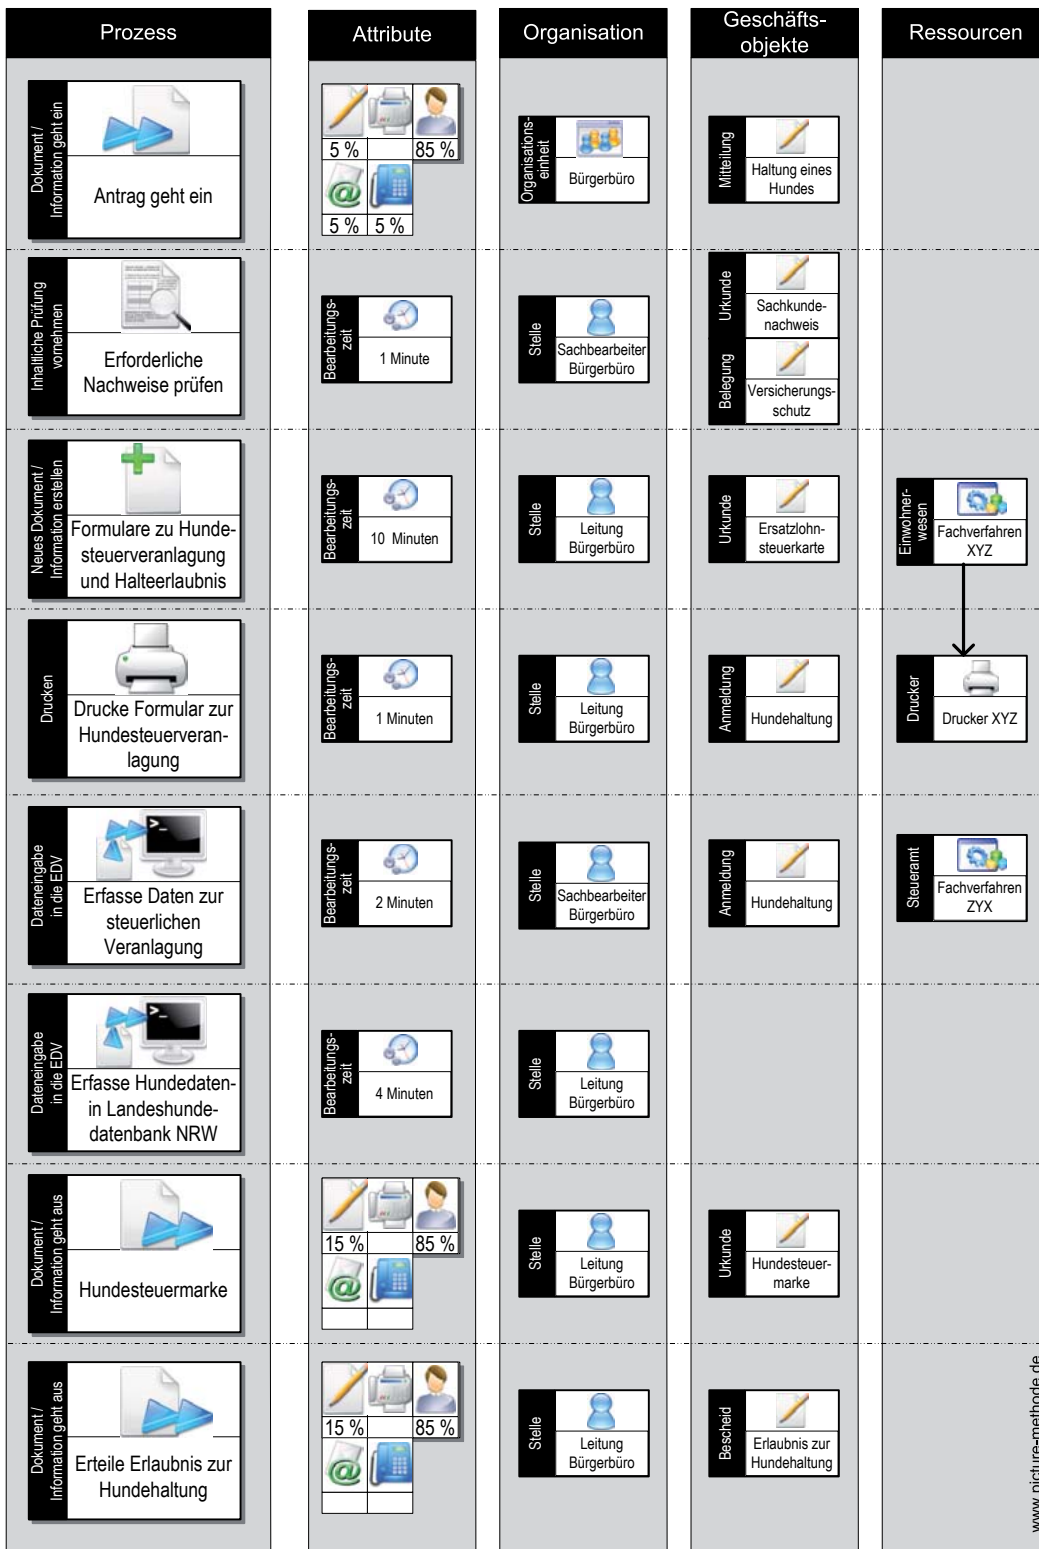 Prozess
Attribute
Organisation
Geschäfts-
objekte
Ressourcen
Dokument /
Information geht ein
Antrag geht ein
5 %
85 %
5 %
5 %
Organisations-
einheit
Bürgerbüro
Mitteilung
Haltung eines
Hundes
Inhaltliche Prüfung
vornehmen
Erforderliche
Nachweise prüfen
Bearbeitungs-
zeit
1 Minute
Stelle
Sachbearbeiter
Bürgerbüro
Urkunde
Sachkunde-
nachweis
Belegung
Versicherungs-
schutz
Neues Dokument /
Information erstellen
Formulare zu Hunde-
steuerveranlagung
und Halteerlaubnis
Bearbeitungs-
zeit
10 Minuten
Stelle
Leitung
Bürgerbüro
Urkunde
Ersatzlohn-
steuerkarte
Einwohner-
wesen
Fachverfahren
XYZ
Drucken
Drucke Formular zur
Hundesteuerveran-
lagung
Bearbeitungs-
zeit
1 Minuten
Stelle
Leitung
Bürgerbüro
Anmeldung
Hundehaltung
Drucker
Drucker XYZ
Dateneingabe
in die EDV
>_
Erfasse Daten zur
steuerlichen
Veranlagung
Bearbeitungs-
zeit
2 Minuten
Stelle
Sachbearbeiter
Bürgerbüro
Anmeldung
Hundehaltung
Steueramt
Fachverfahren
ZYX
Dateneingabe
in die EDV
>_
Erfasse Hundedaten-
in Landeshunde-
datenbank NRW
Bearbeitungs-
zeit
4 Minuten
Stelle
Leitung
Bürgerbüro
Dokument /
Information geht aus
Hundesteuermarke
15 %
85 %
Stelle
Leitung
Bürgerbüro
Urkunde
Hundesteuer-
marke
Dokument /
Information geht aus
Erteile Erlaubnis zur
Hundehaltung
15 %
85 %
Stelle
Leitung
Bürgerbüro
Bescheid
Erlaubnis zur
Hundehaltung
www.picture-methode.de